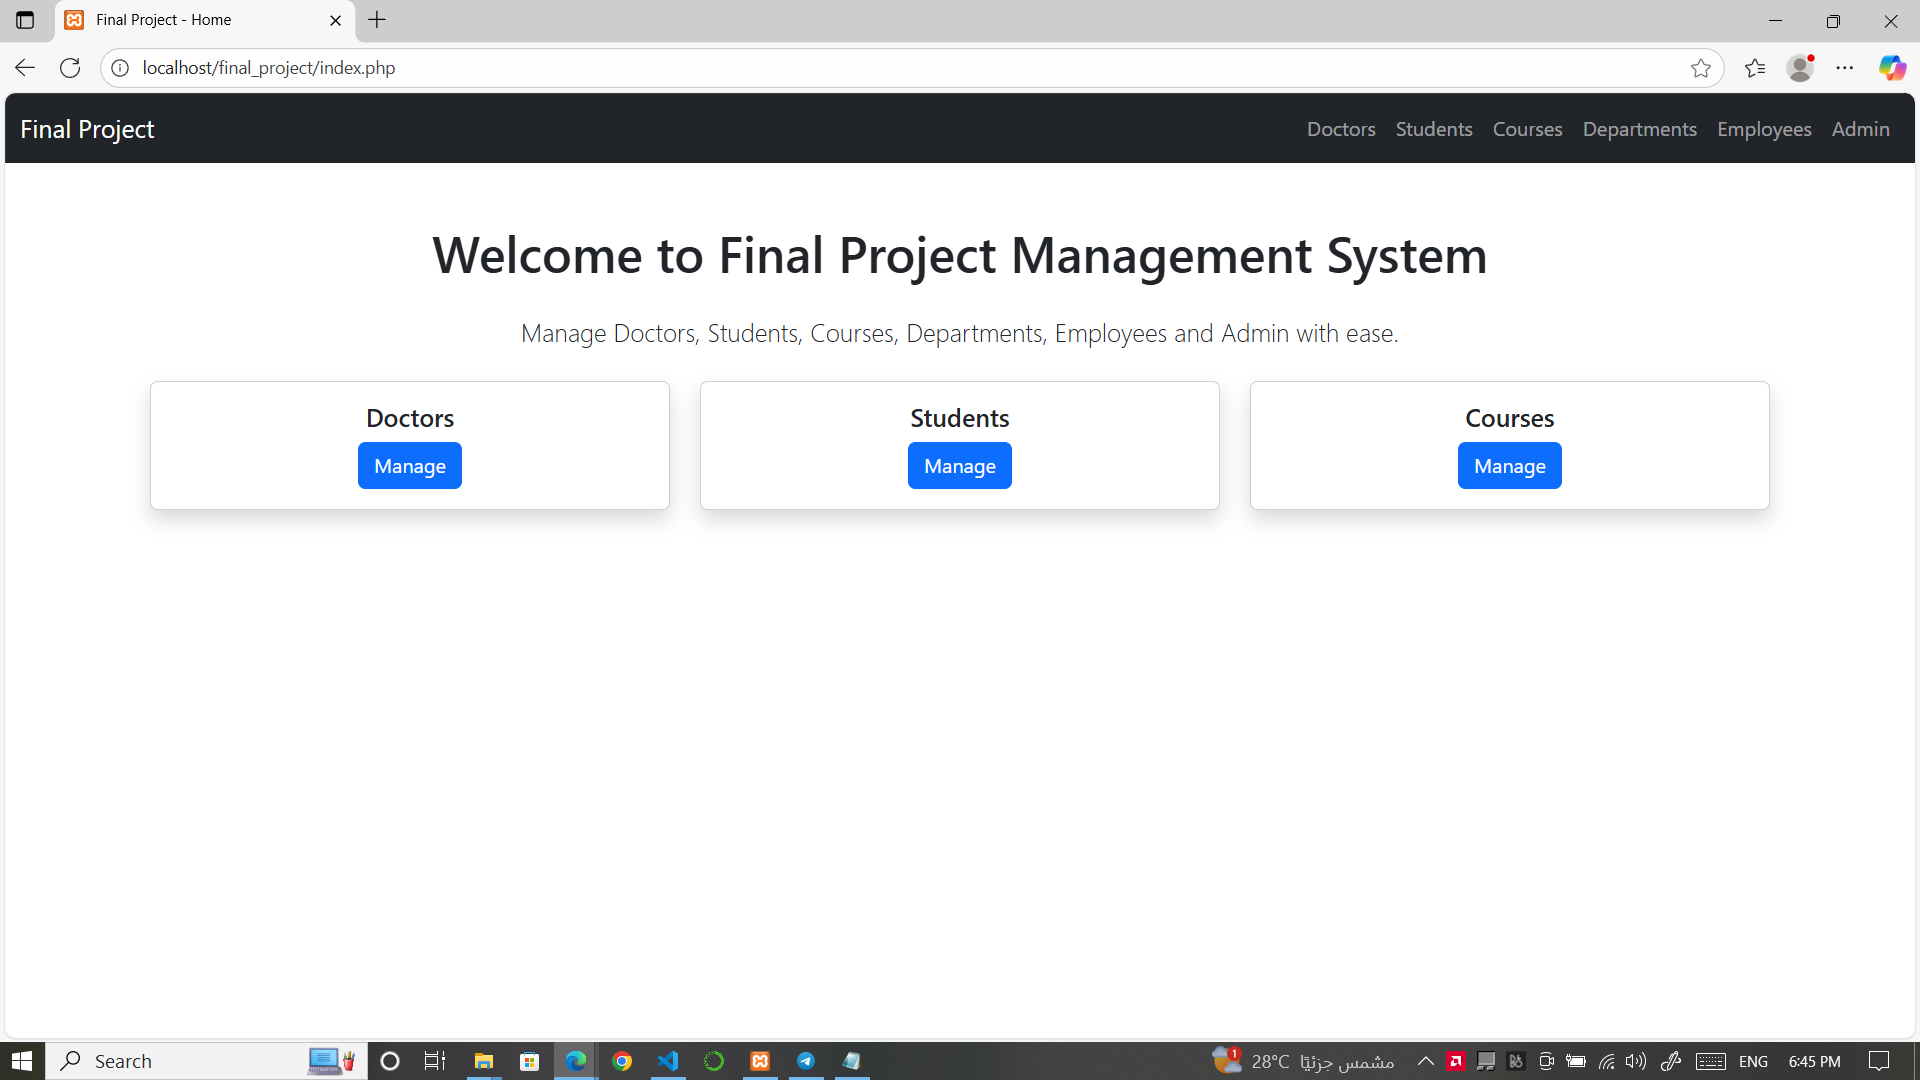 Final Project - Home
localhost/final_project/index.php
Final Project
Doctors Students Courses Departments Employees Admin
Welcome to Final Project Management System
Manage Doctors, Students, Courses, Departments, Employees and Admin with ease.
Doctors
Manage
Students
Manage
Courses
Manage
Search
1
28°C مشمس جزئيًا
ENG
6:45 PM